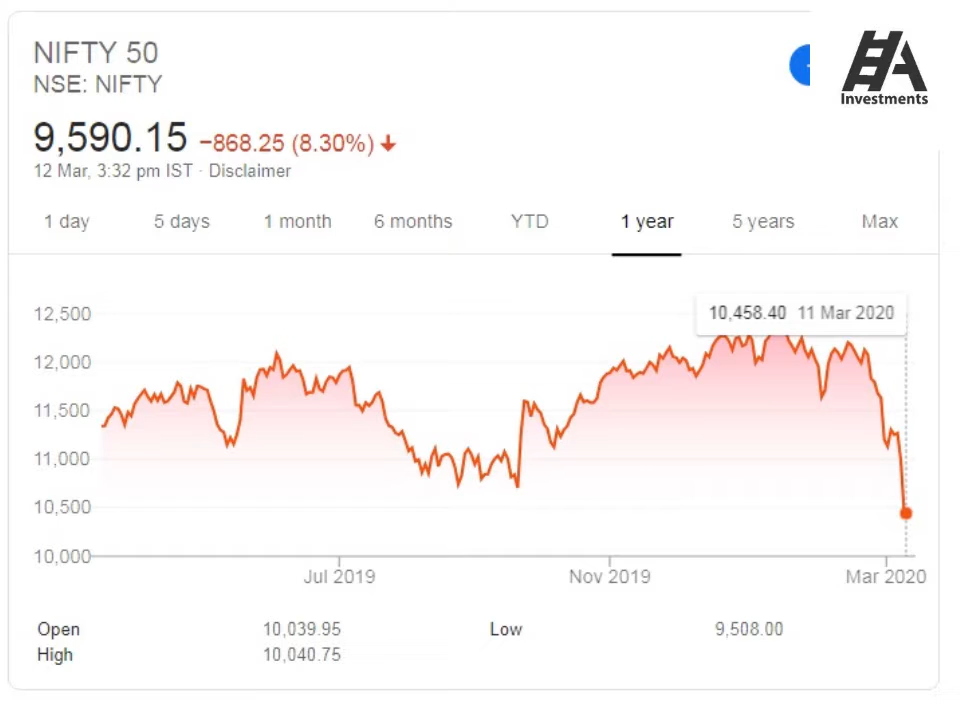 NIFTY 50
NSE: NIFTY
Investments
9,590.15 −868.25 (8.30%)
12 Mar, 3:32 pm IST · Disclaimer
1 day 5 days 1 month 6 months YTD 1 year 5 years Max
10,458.40 11 Mar 2020
12,500
12,000
11,500
11,000
10,500
10,000
Jul 2019 Nov 2019 Mar 2020
Open 10,039.95 Low 9,508.00
High 10,040.75